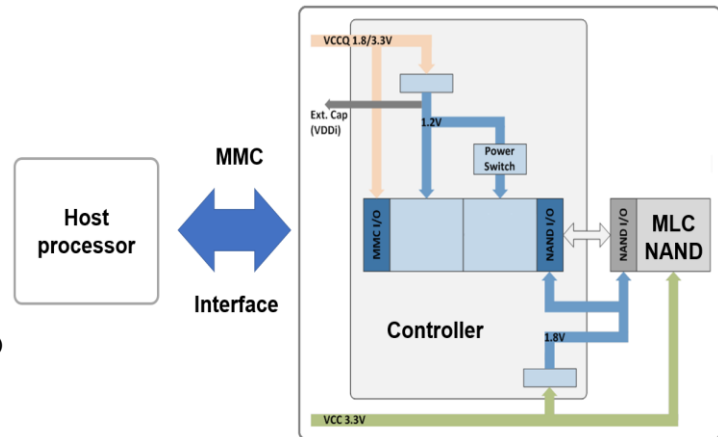 VCCQ 1.8/3.3V
Ext. Cap
(VDDi)
1.2V
Power
Switch
MMC
Host
processor
Interface
MMC I/O
NAND I/O
NAND I/O
MLC
NAND
Controller
1.8V
VCC 3.3V